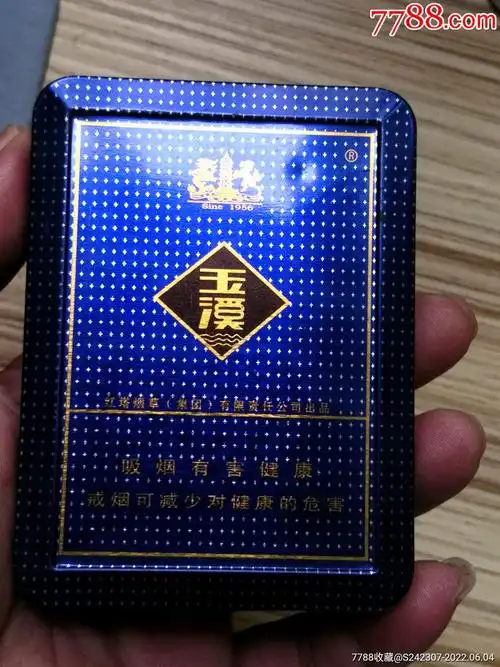 7788.com
®
Sinc 1956
玉
溪
红塔烟草(集团)有限责任公司出品
吸烟有害健康
戒烟可减少对健康的危害
7788收藏@S242307-2022.06.04